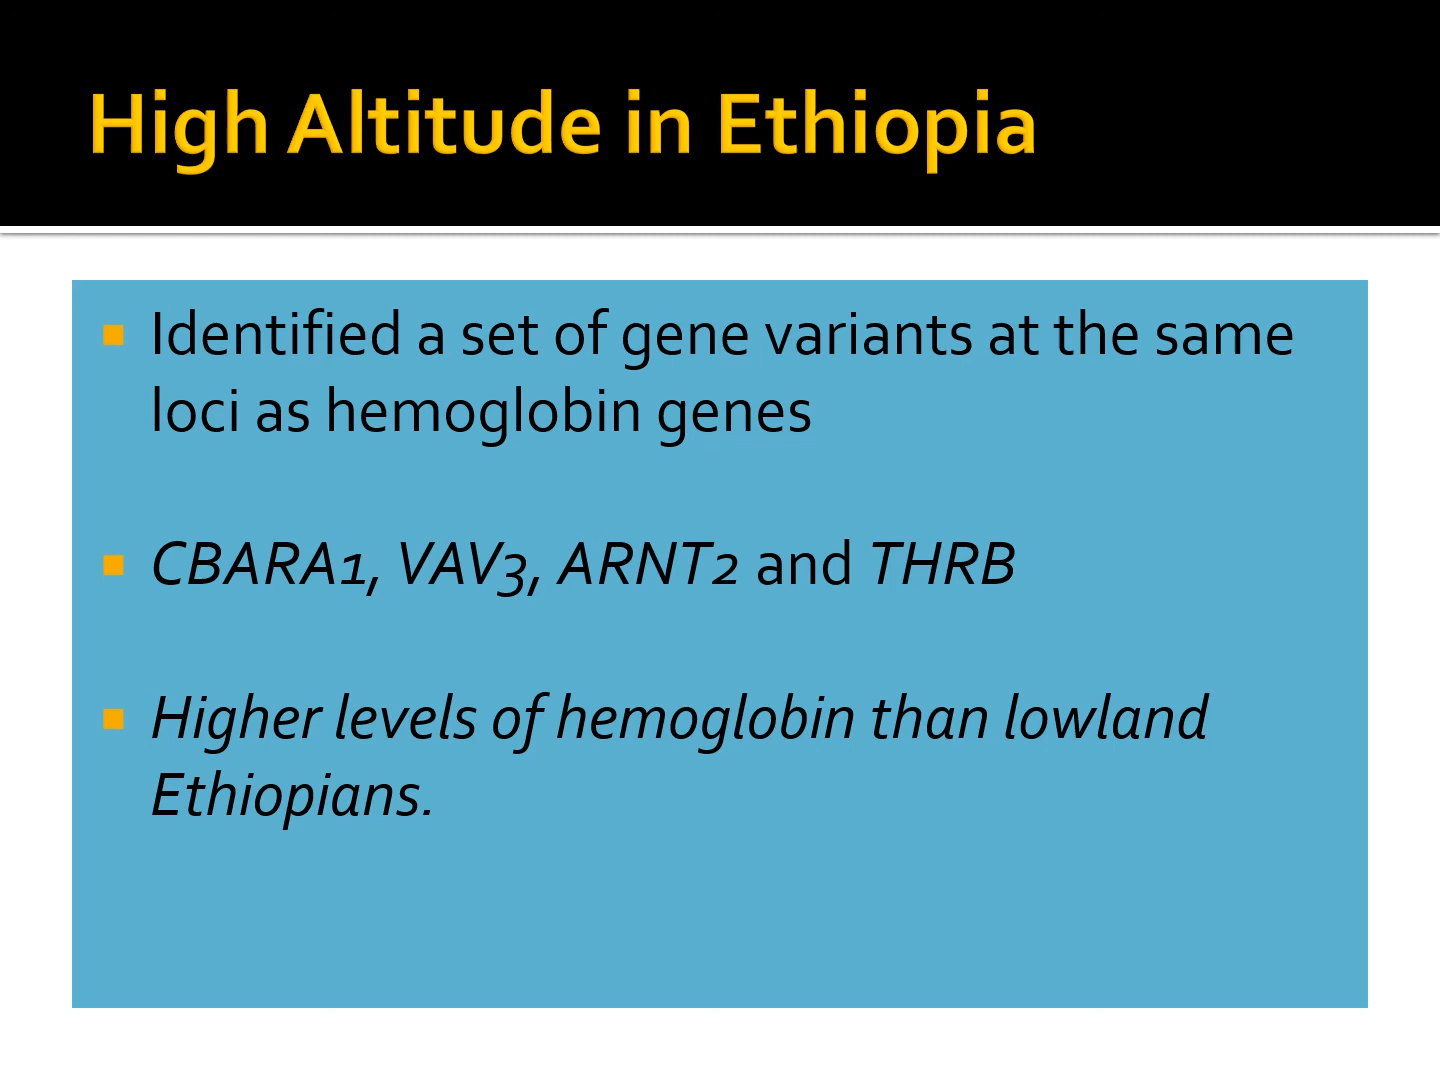 High Altitude in Ethiopia
Identified a set of gene variants at the same
loci as hemoglobin genes
CBARA1, VAV3, ARNT2 and THRB
Higher levels of hemoglobin than lowland
Ethiopians.